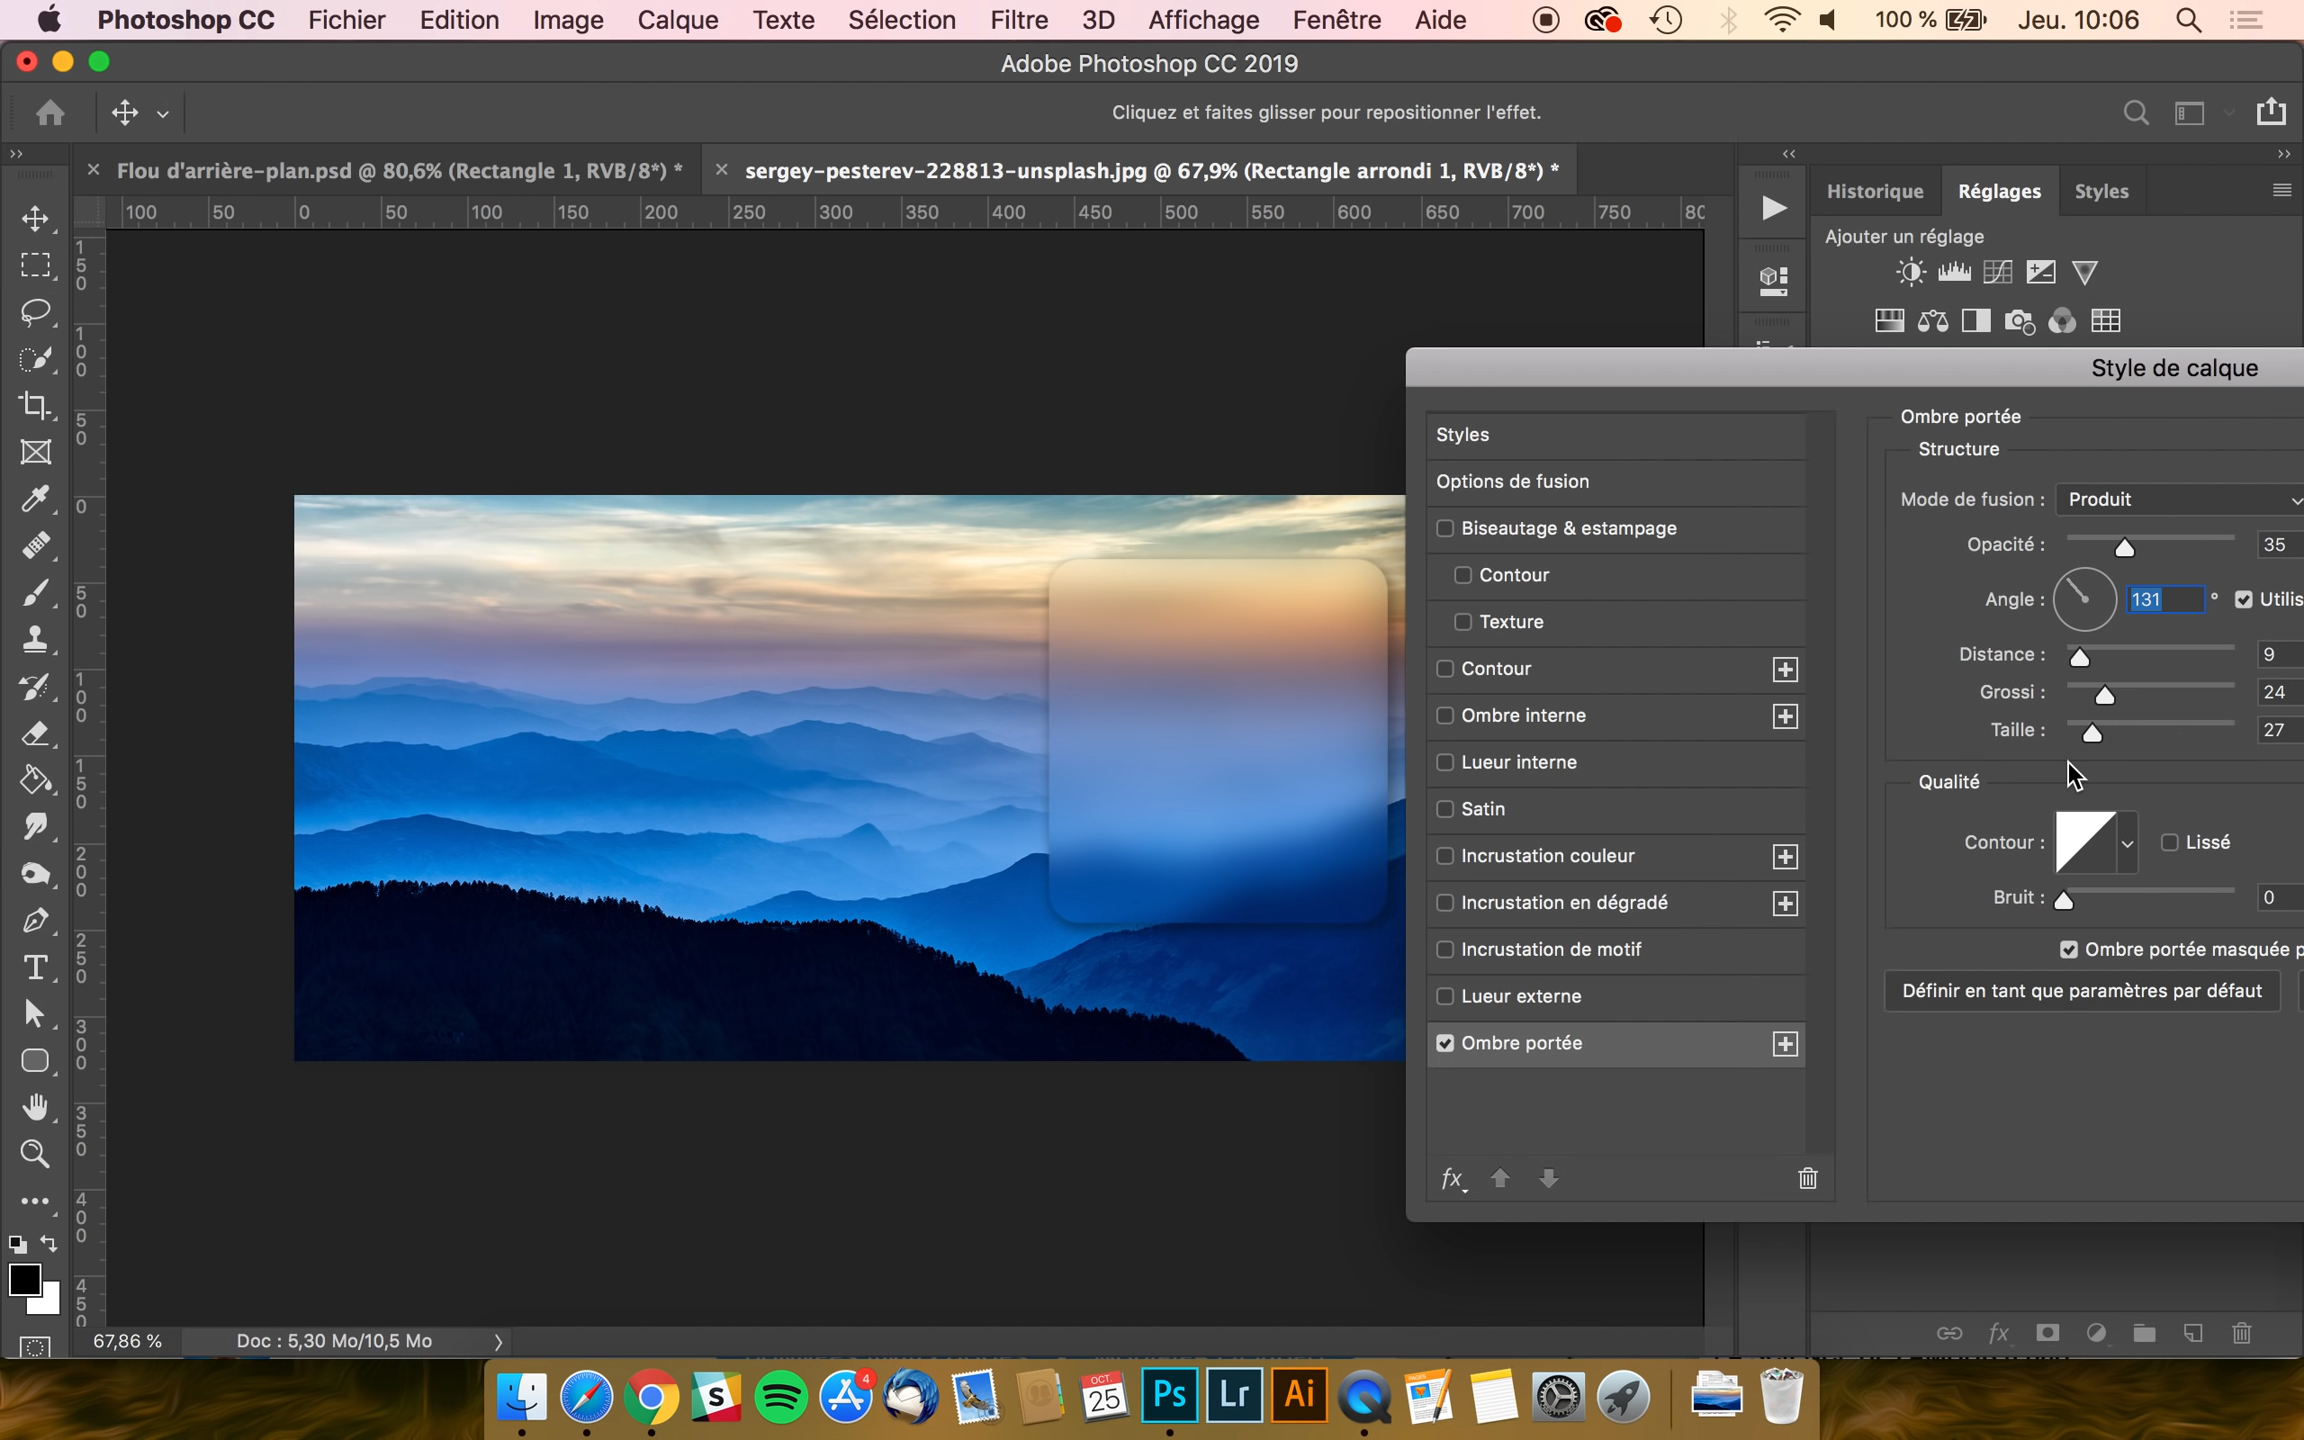 Photoshop CC Fichier Edition Image Calque Texte Sélection Filtre 3D Affichage Fenêtre Aide 100 % Jeu. 10:06
Adobe Photoshop CC 2019
Cliquez et faites glisser pour repositionner l'effet.
Flou d'arrière-plan.psd @ 80,6% (Rectangle 1, RVB/8*) *
sergey-pesterev-228813-unsplash.jpg @ 67,9% (Rectangle arrondi 1, RVB/8*) *
Historique Réglages Styles
100 50 0 50 100 150 200 250 300 350 400 450 500 550 600 650 700 750
Ajouter un réglage
150
100
50
0
50
100
150
200
250
300
350
400
450
Style de calque
Styles
Options de fusion
Biseautage & estampage
Contour
Texture
Contour
Ombre interne
Lueur interne
Satin
Incrustation couleur
Incrustation en dégradé
Incrustation de motif
Lueur externe
Ombre portée
fx
Ombre portée
Structure
Mode de fusion : Produit
Opacité : 35
Angle : 131 ° Utilis
Distance : 9
Grossi : 24
Taille : 27
Qualité
Contour : Lissé
Bruit : 0
Ombre portée masquée p
Définir en tant que paramètres par défaut
fx
67,86 % Doc : 5,30 Mo/10,5 Mo
4
OCT.
25
Ps
Lr
Ai
PAGES